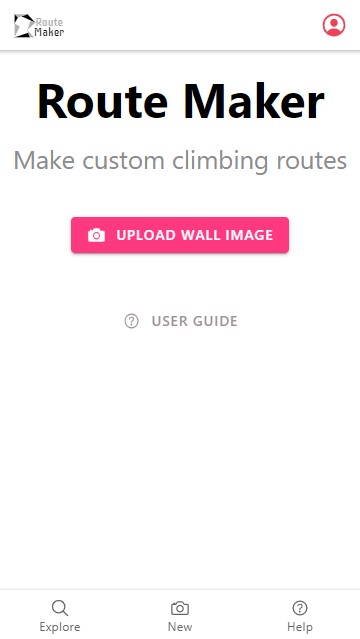 Route
Maker
Route Maker
Make custom climbing routes
UPLOAD WALL IMAGE
USER GUIDE
Explore
New
Help